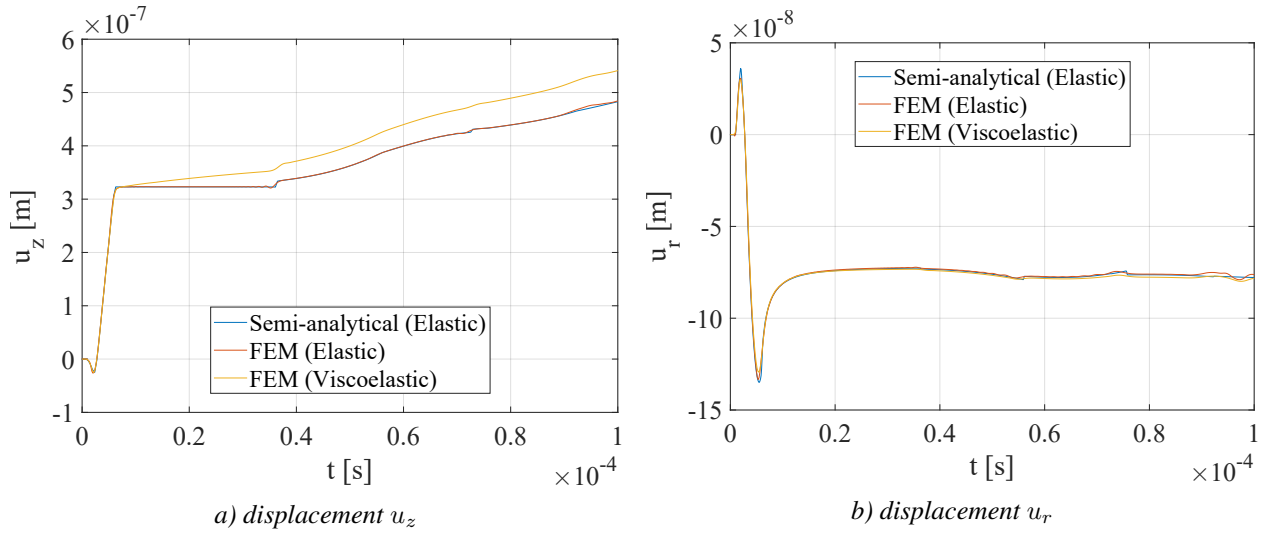 ×10^-7
6
5
4
3
2
1
0
-1
u_z [m]
Semi-analytical (Elastic)
FEM (Elastic)
FEM (Viscoelastic)
0 0.2 0.4 0.6 0.8 1
t [s]
×10^-4
a) displacement u_z
×10^-8
5
0
-5
-10
-15
u_r [m]
Semi-analytical (Elastic)
FEM (Elastic)
FEM (Viscoelastic)
0 0.2 0.4 0.6 0.8 1
t [s]
×10^-4
b) displacement u_r